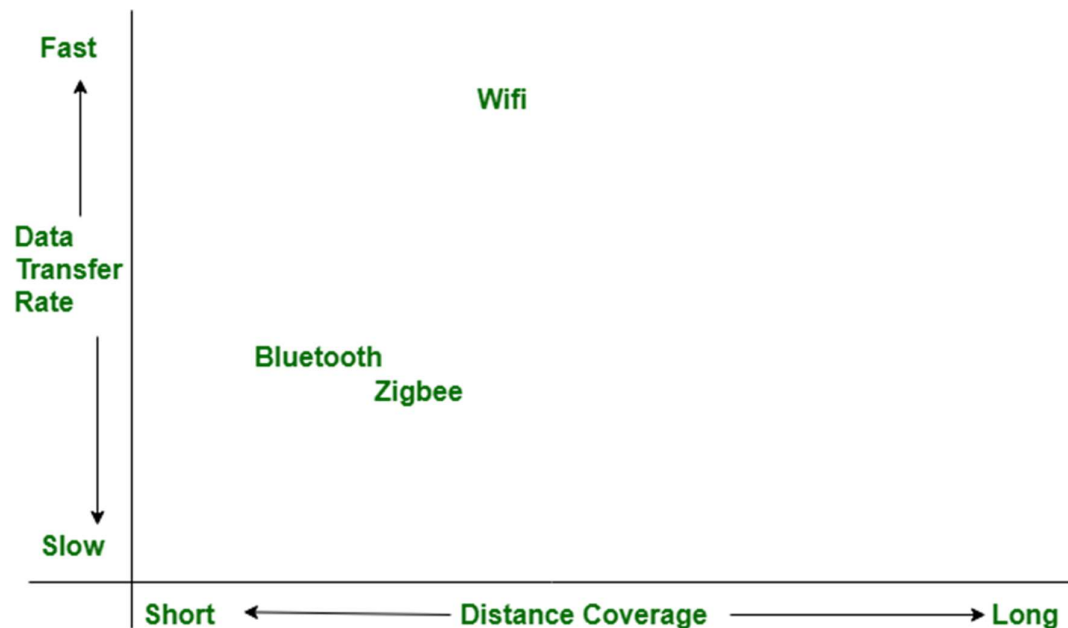 Fast
Wifi
Data
Transfer
Rate
Bluetooth
Zigbee
Slow
Short
Distance Coverage
Long